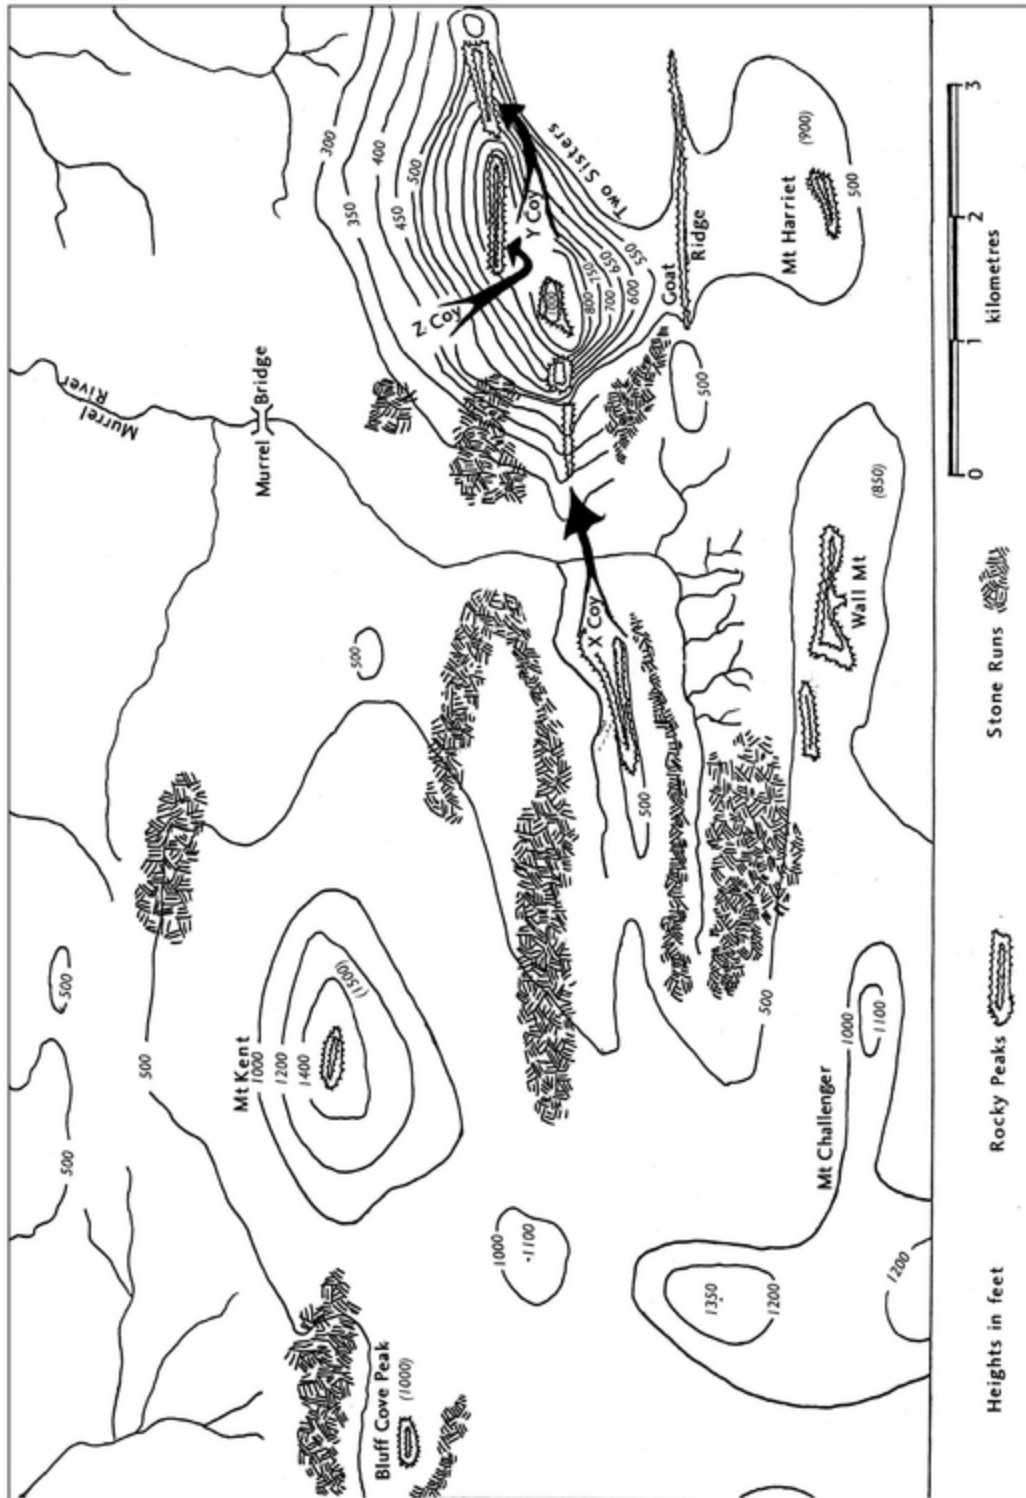 500
500
500
Murrel
River
Murrel Bridge
Mt Kent
1000
1200
1400
(1500)
500
300
350
400
450
500
Bluff Cove Peak
(1000)
Z Coy
Y Coy
1000
1000
1100
X Coy
Two Sisters
800
750
700
650
600
550
500
Goat
Ridge
500
1350
1200
500
Mt Challenger
1000
1100
1200
Wall Mt
(850)
Mt Harriet
(900)
500
Heights in feet
Rocky Peaks
Stone Runs
0 1 2 3
kilometres